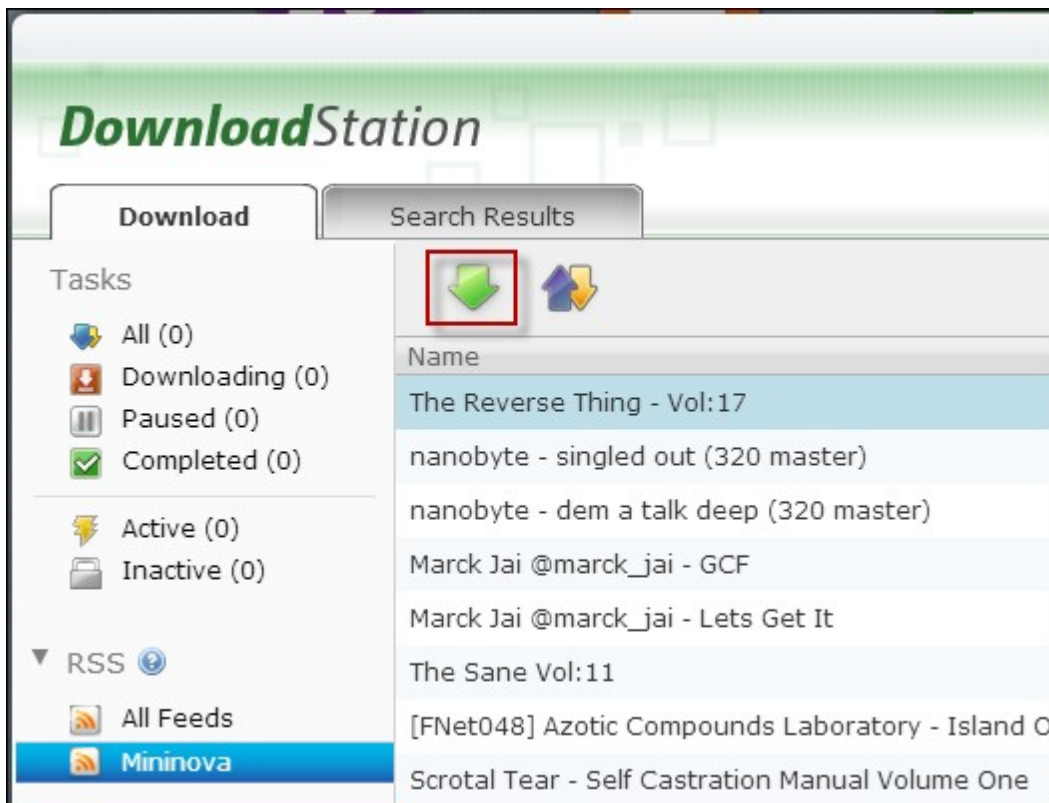 DownloadStation
Download
Search Results
Tasks
All (0)
Downloading (0)
Paused (0)
Completed (0)
Active (0)
Inactive (0)
RSS
All Feeds
Mininova
Name
The Reverse Thing - Vol:17
nanobyte - singled out (320 master)
nanobyte - dem a talk deep (320 master)
Marck Jai @marck_jai - GCF
Marck Jai @marck_jai - Lets Get It
The Sane Vol:11
[FNet048] Azotic Compounds Laboratory - Island
Scrotal Tear - Self Castration Manual Volume One